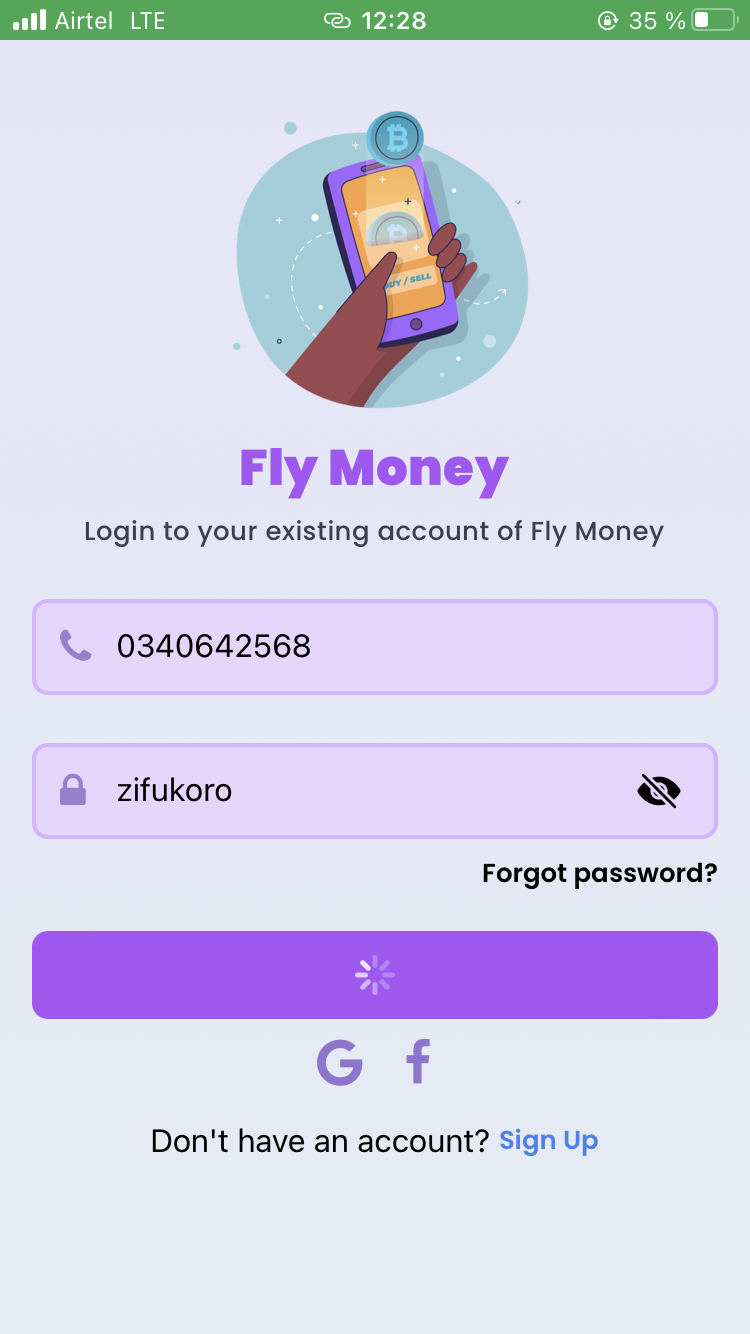 Airtel LTE 12:28 35 %
BUY / SELL
Fly Money
Login to your existing account of Fly Money
0340642568
zifukoro
Forgot password?
Don't have an account? Sign Up